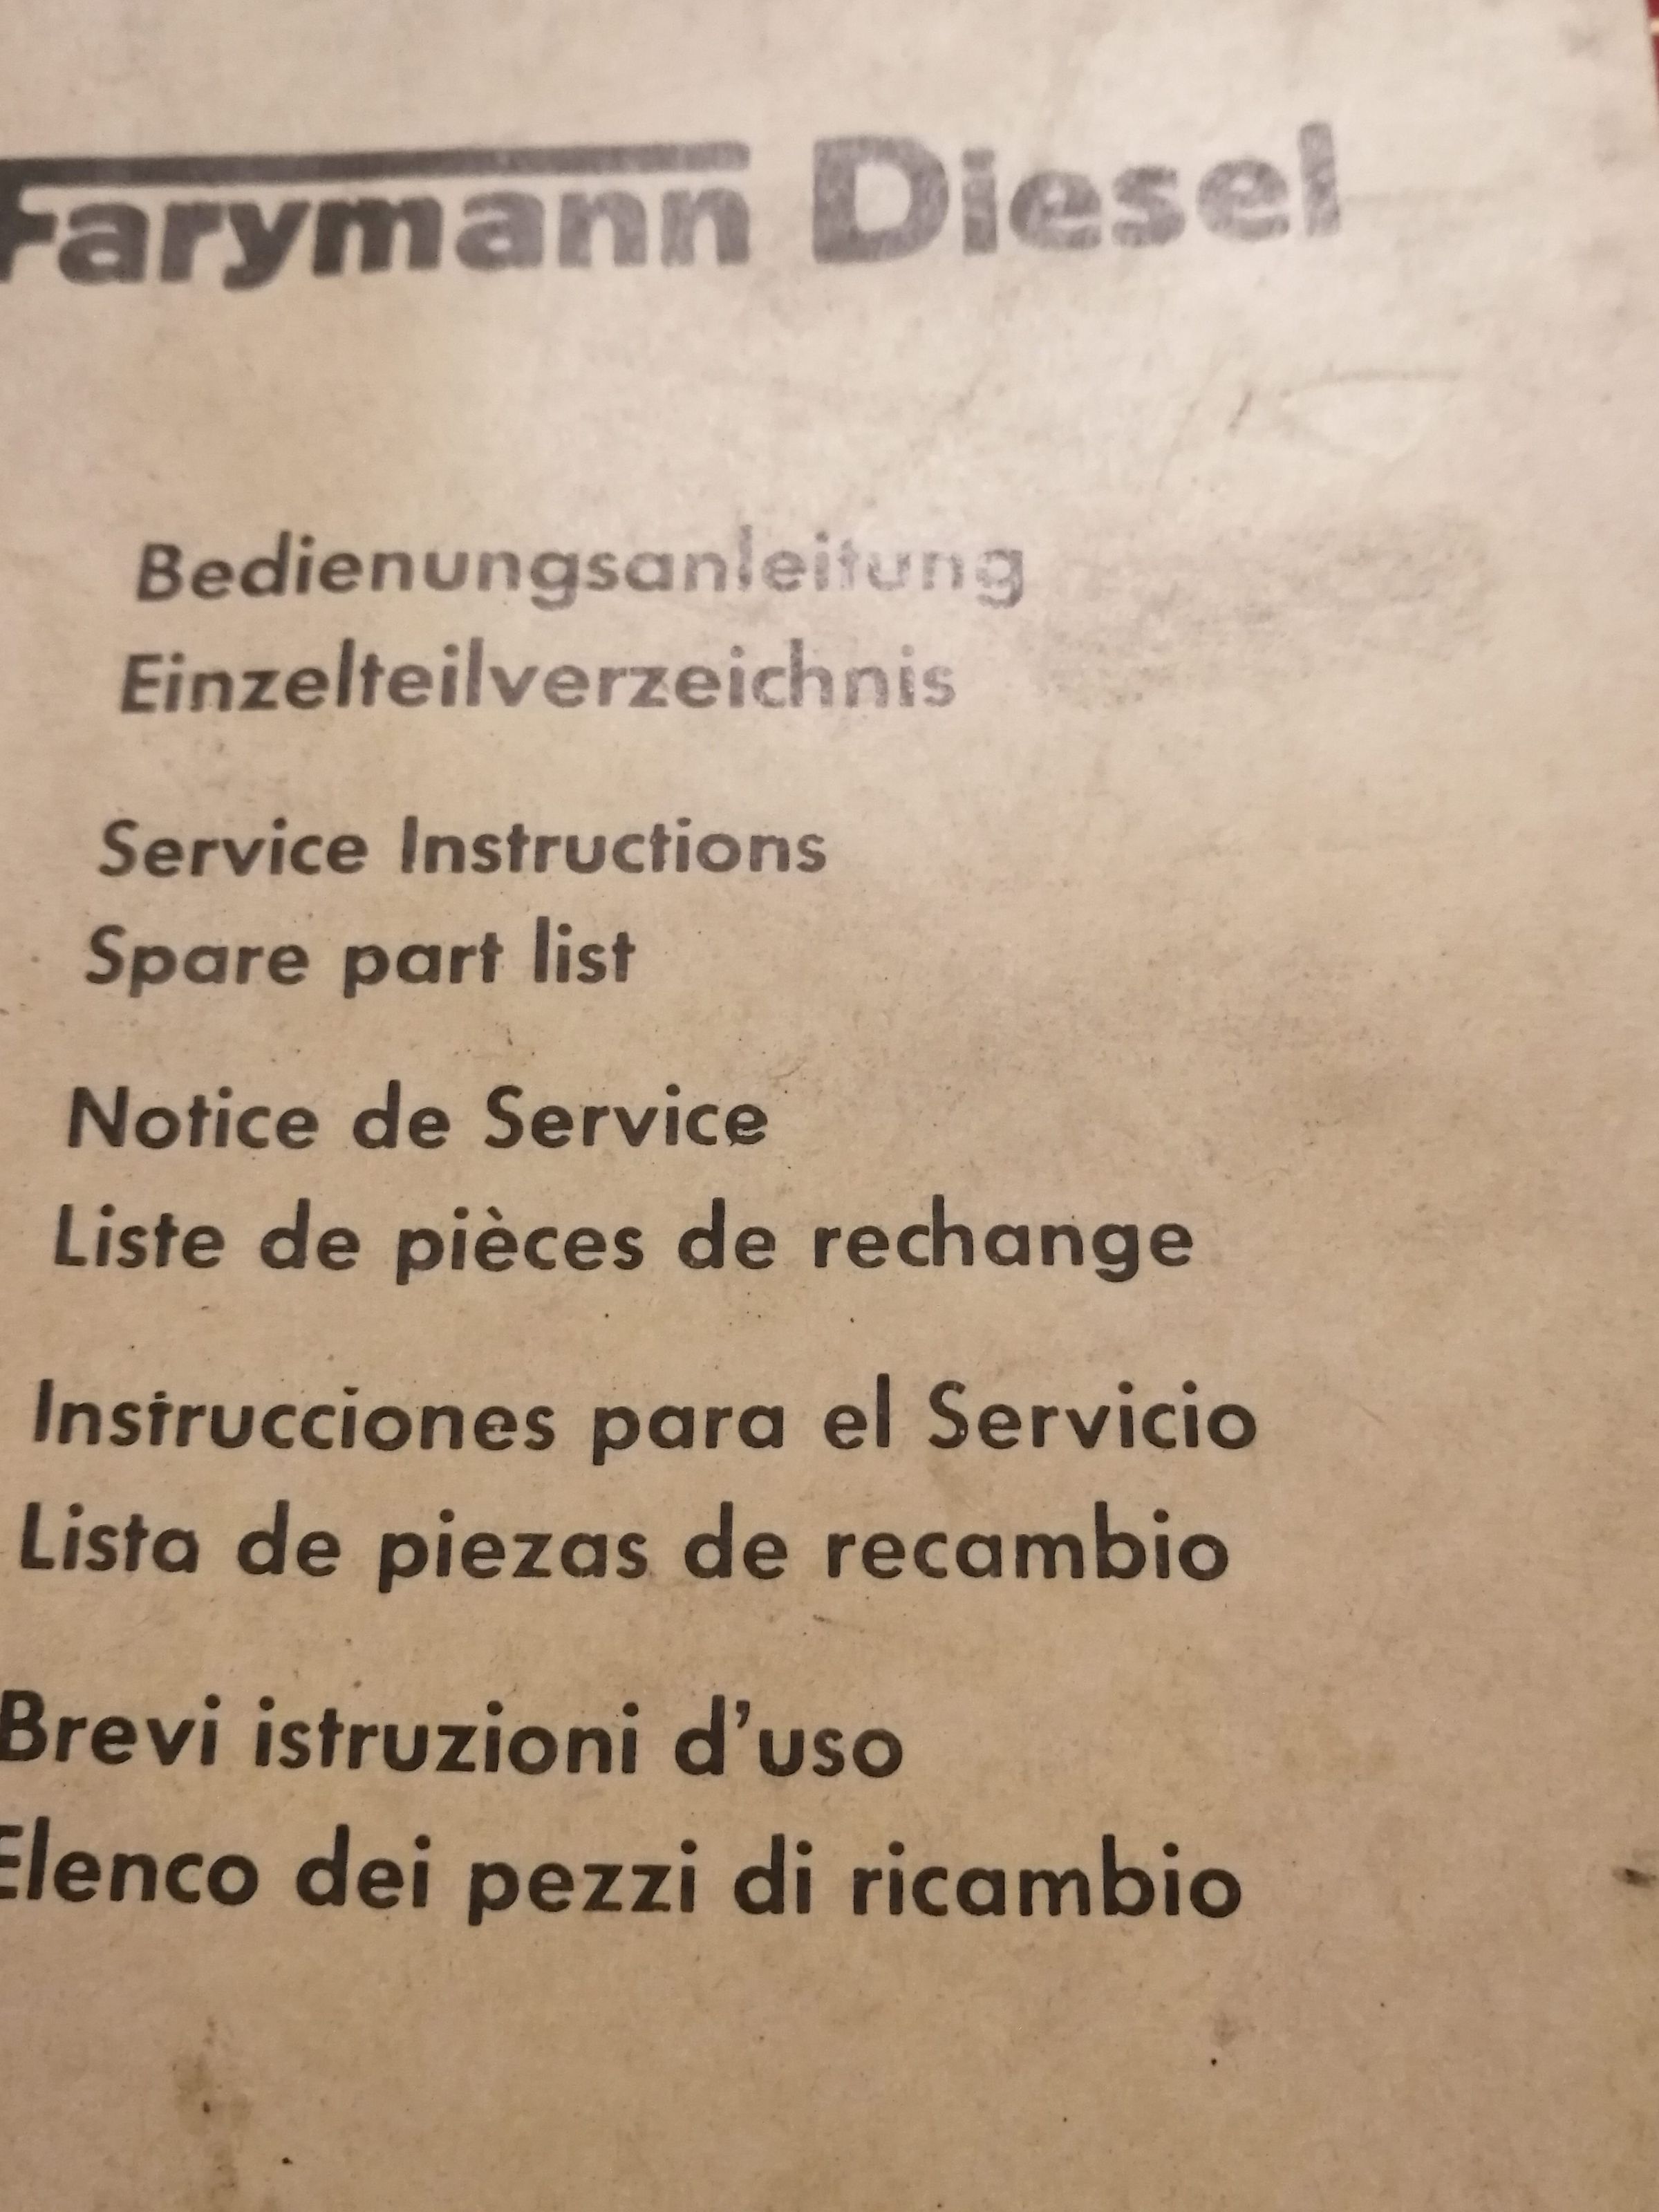 Farymann Diesel
Bedienungsanleitung
Einzelteilverzeichnis
Service Instructions
Spare part list
Notice de Service
Liste de pièces de rechange
Instrucciones para el Servicio
Lista de piezas de recambio
Brevi istruzioni d'uso
Elenco dei pezzi di ricambio